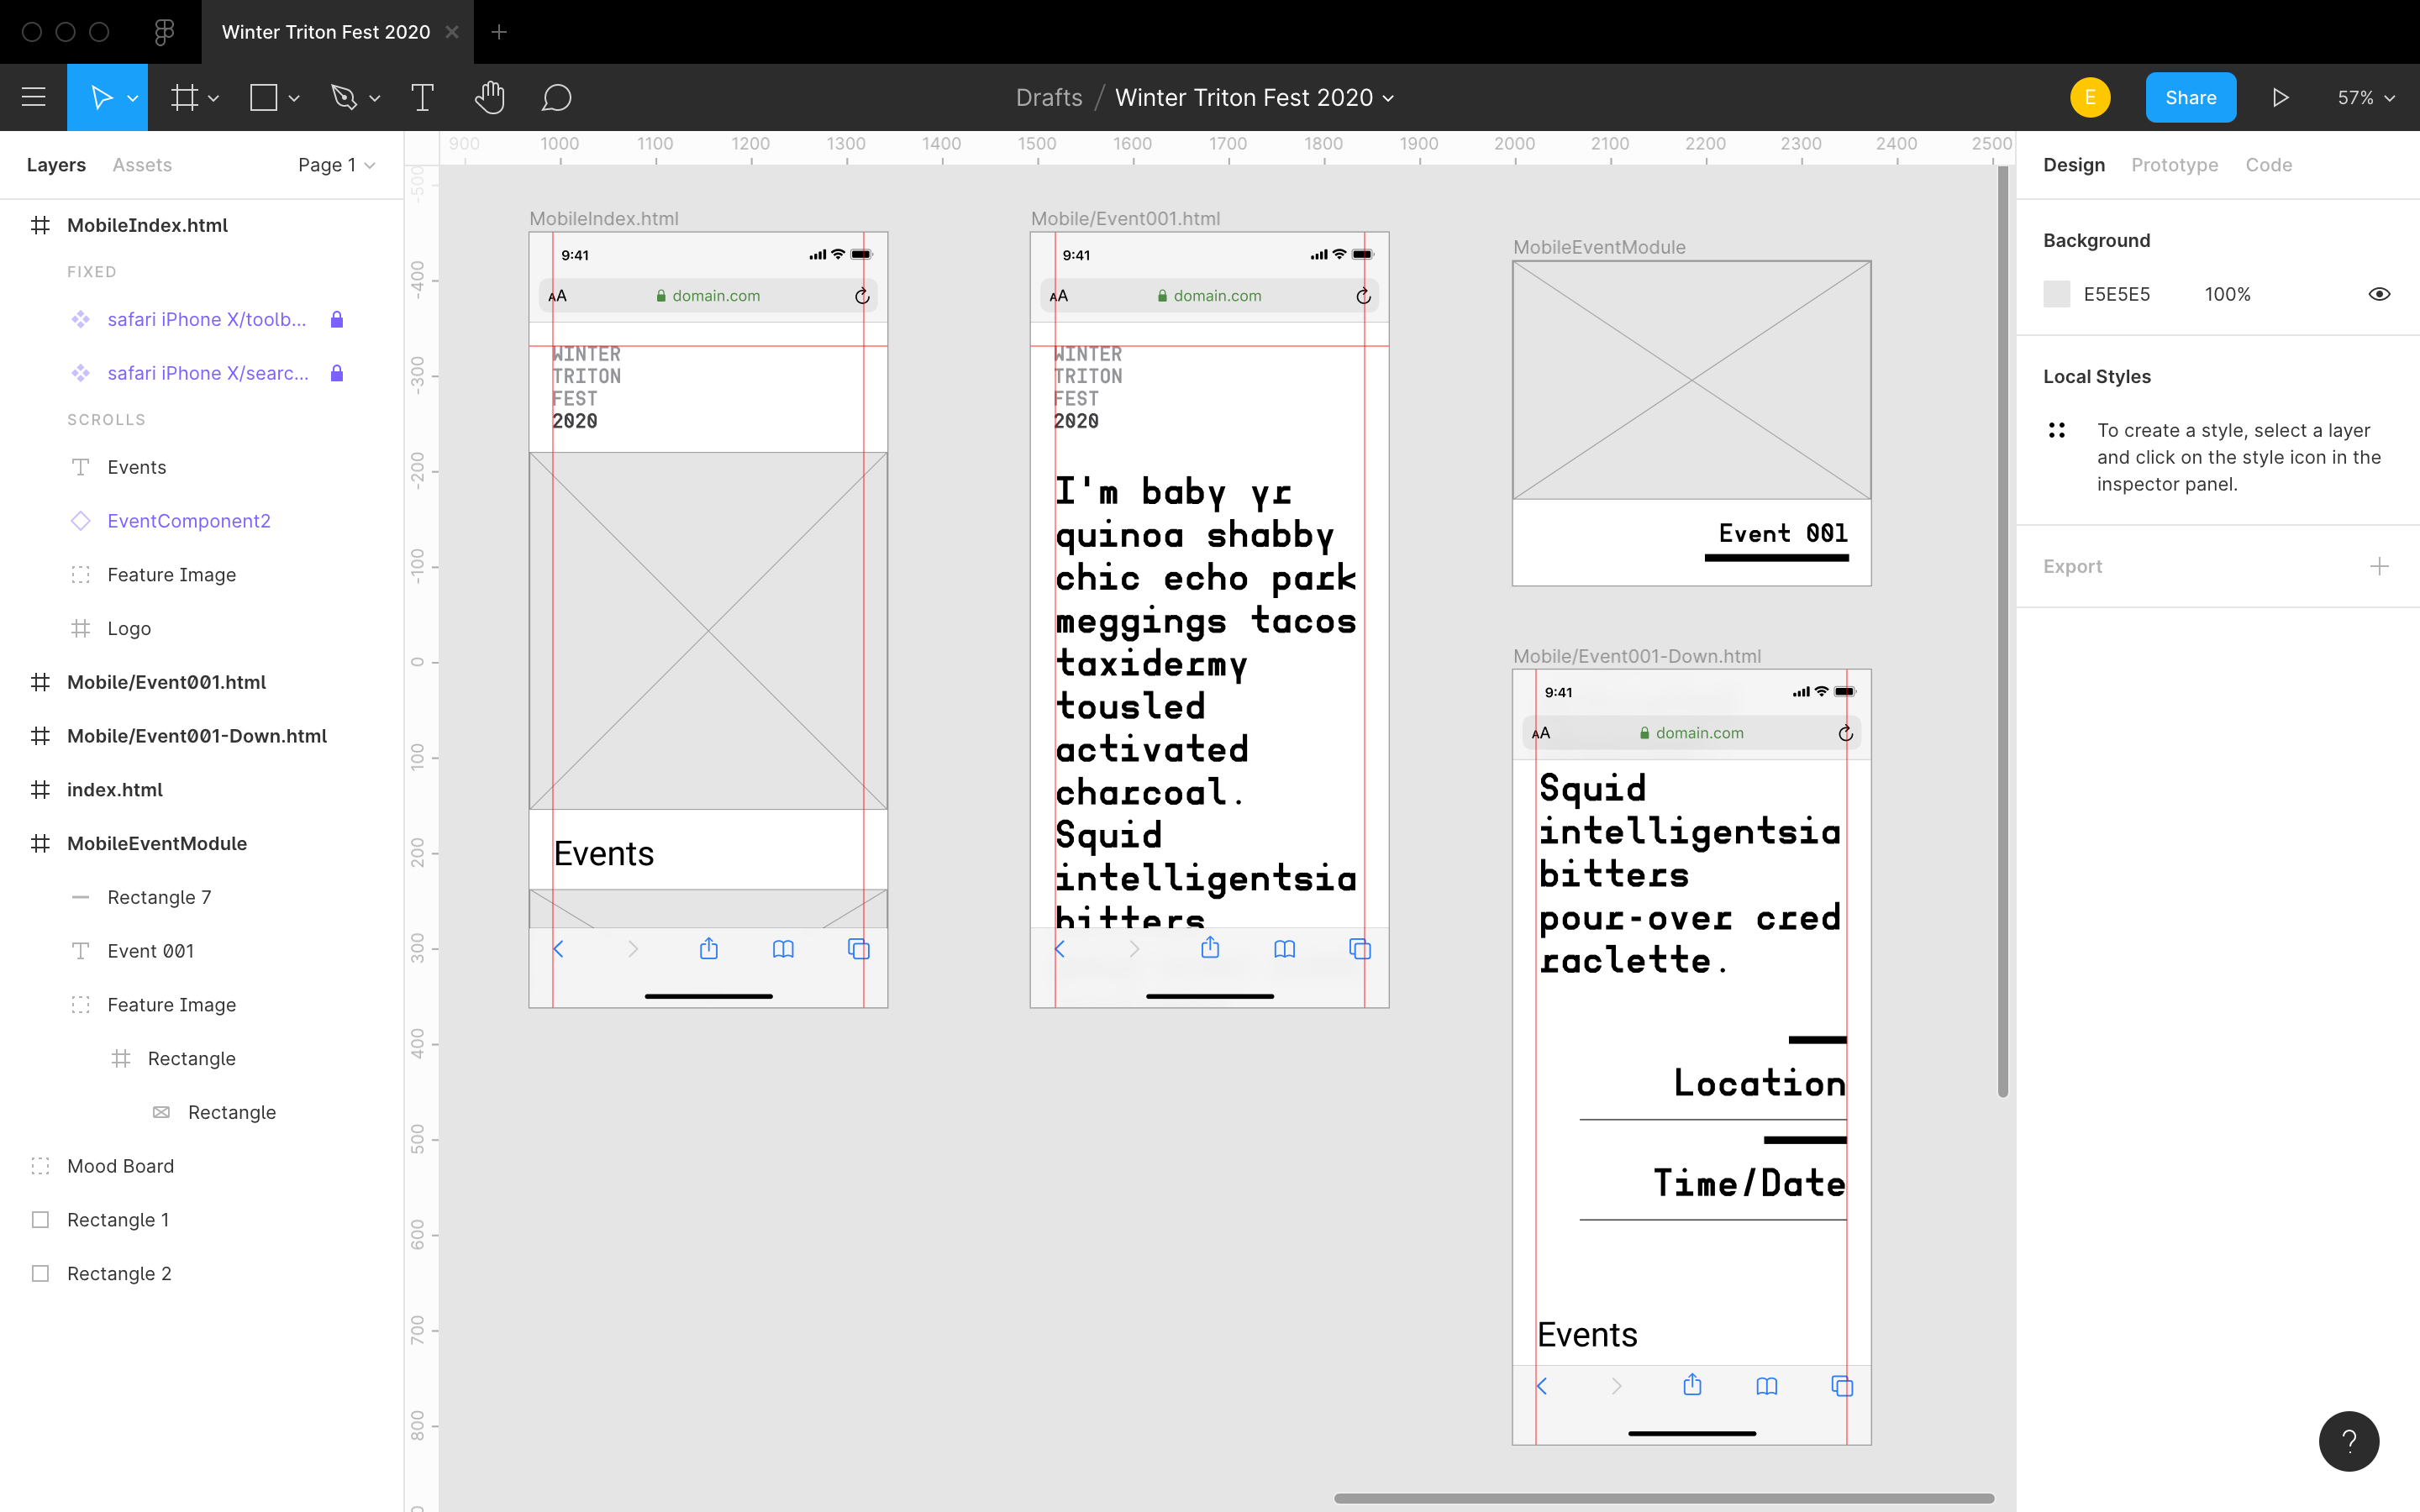 Winter Triton Fest 2020
Drafts / Winter Triton Fest 2020
E
Share
57%
Layers
Assets
Page 1
MobileIndex.html
FIXED
safari iPhone X/toolb...
safari iPhone X/searc...
SCROLLS
Events
EventComponent2
Feature Image
Logo
Mobile/Event001.html
Mobile/Event001-Down.html
index.html
MobileEventModule
Rectangle 7
Event 001
Feature Image
Rectangle
Rectangle
Mood Board
Rectangle 1
Rectangle 2
900 1000 1100 1200 1300 1400 1500 1600 1700 1800 1900 2000 2100 2200 2300 2400 2500
-500
-400
-300
-200
-100
0
100
200
300
400
500
600
700
800
MobileIndex.html
9:41
AA
domain.com
WINTER
TRITON
FEST
2020
Events
Mobile/Event001.html
9:41
AA
domain.com
WINTER
TRITON
FEST
2020
I'm baby yr
quinoa shabby
chic echo park
meggings tacos
taxidermy
tousled
activated
charcoal.
Squid
intelligentsia
bitters
MobileEventModule
Event 001
Mobile/Event001-Down.html
9:41
AA
domain.com
Squid
intelligentsia
bitters
pour-over cred
raclette.
Location
Time/Date
Events
Design
Prototype
Code
Background
E5E5E5
100%
Local Styles
To create a style, select a layer
and click on the style icon in the
inspector panel.
Export
?